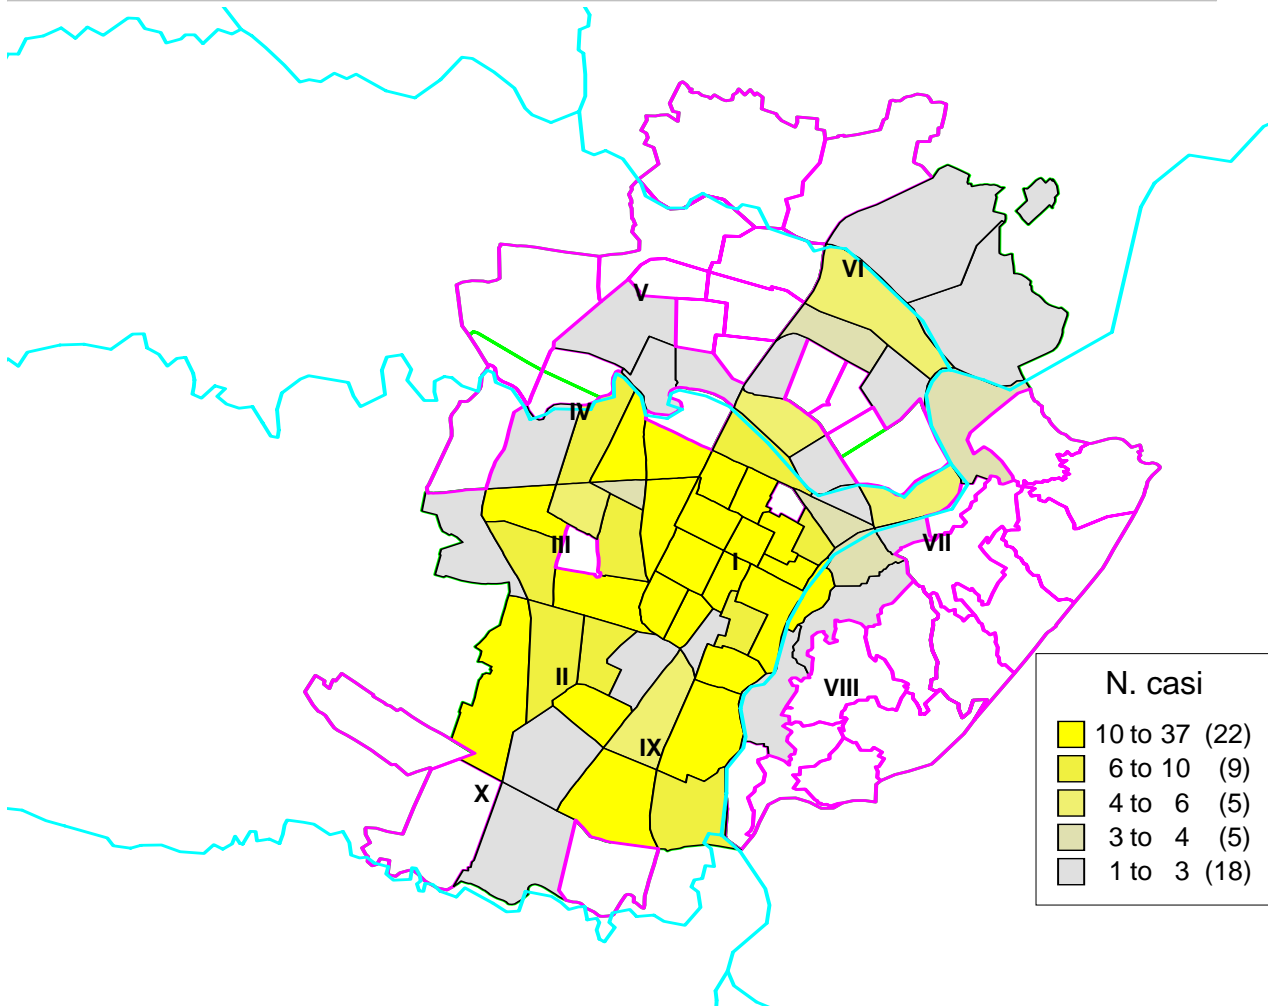 VI
V
IV
III
VII
I
II
VIII
IX
X
N. casi
10 to 37 (22)
6 to 10 (9)
4 to 6 (5)
3 to 4 (5)
1 to 3 (18)